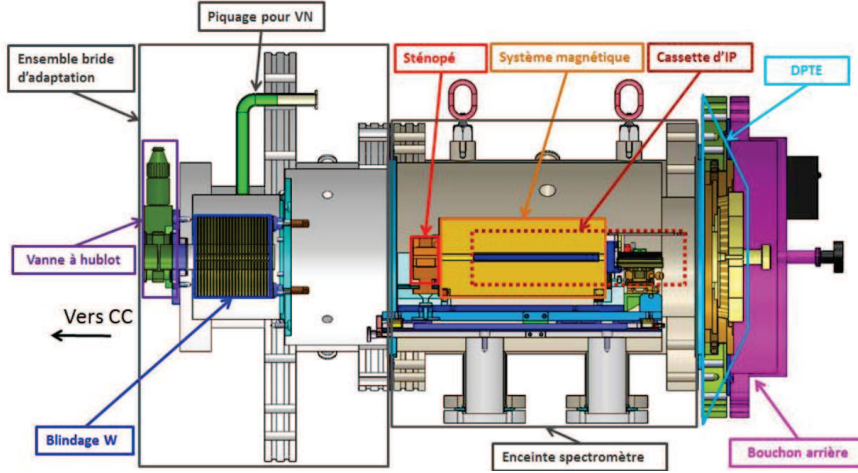 Piquage pour VN
Ensemble bride
d'adaptation
Sténopé
Système magnétique
Cassette d'IP
DPTE
Vanne à hublot
Vers CC
Blindage W
Enceinte spectromètre
Bouchon arrière